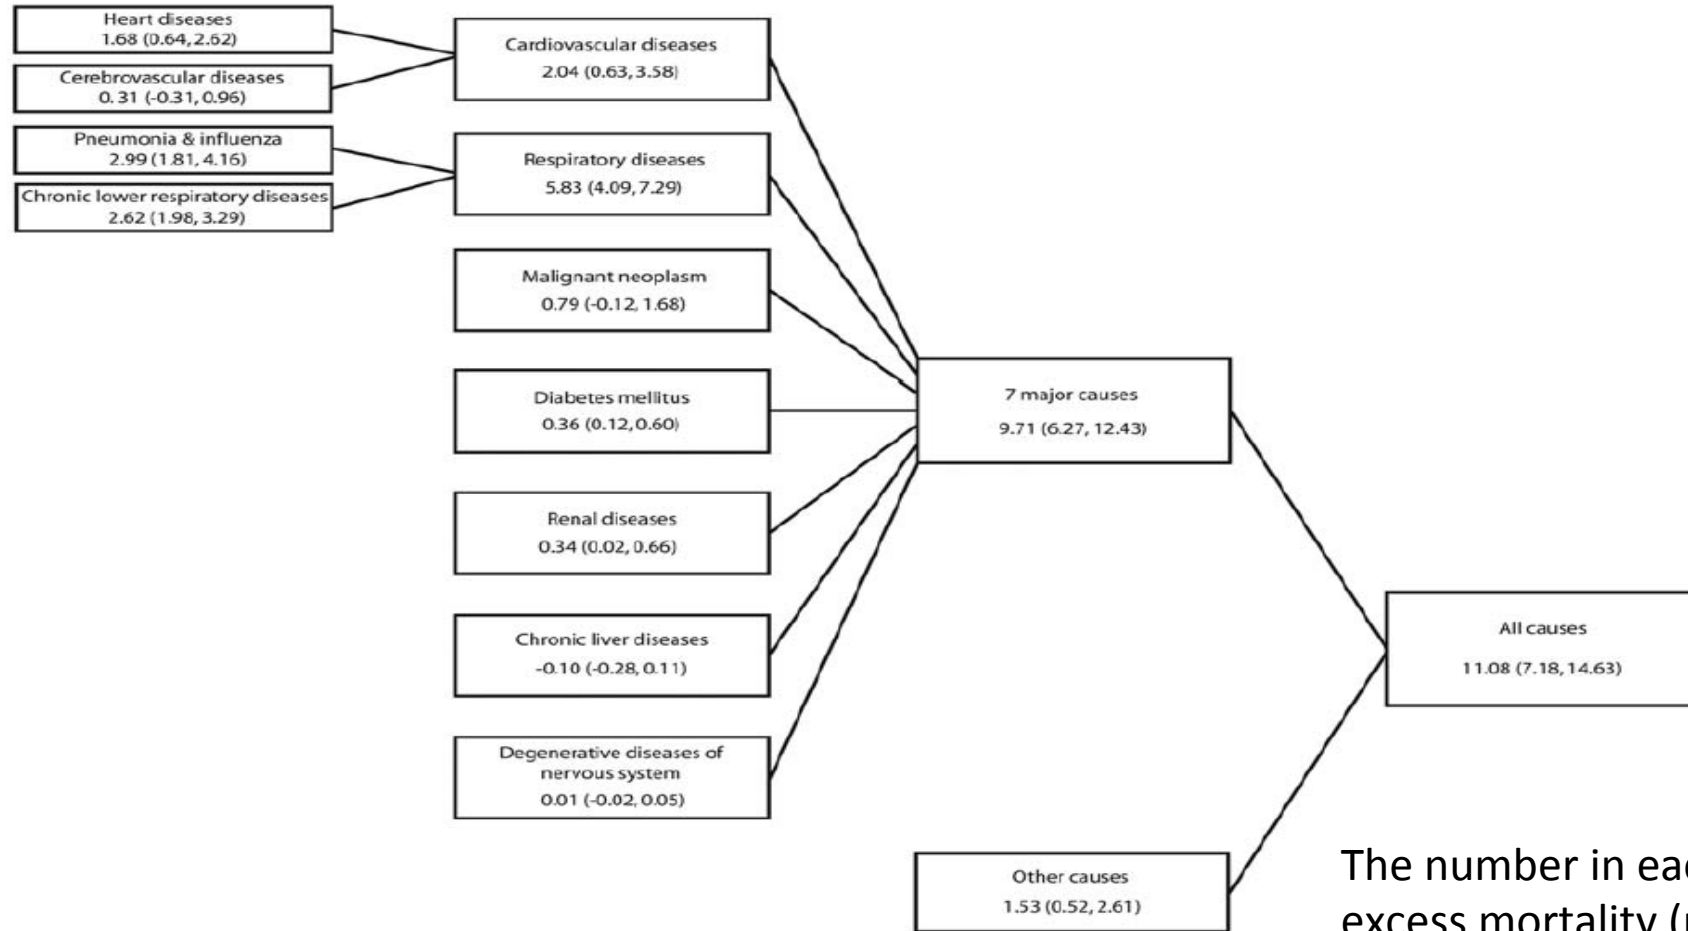 Heart diseases
1.68 (0.64, 2.62)
Cerebrovascular diseases
0.31 (-0.31, 0.96)
Pneumonia & influenza
2.99 (1.81, 4.16)
Chronic lower respiratory diseases
2.62 (1.98, 3.29)
Cardiovascular diseases
2.04 (0.63, 3.58)
Respiratory diseases
5.83 (4.09, 7.29)
Malignant neoplasm
0.79 (-0.12, 1.68)
Diabetes mellitus
0.36 (0.12, 0.60)
Renal diseases
0.34 (0.02, 0.66)
Chronic liver diseases
-0.10 (-0.28, 0.11)
Degenerative diseases of
nervous system
0.01 (-0.02, 0.05)
7 major causes
9.71 (6.27, 12.43)
Other causes
1.53 (0.52, 2.61)
All causes
11.08 (7.18, 14.63)
The number in
excess mortality